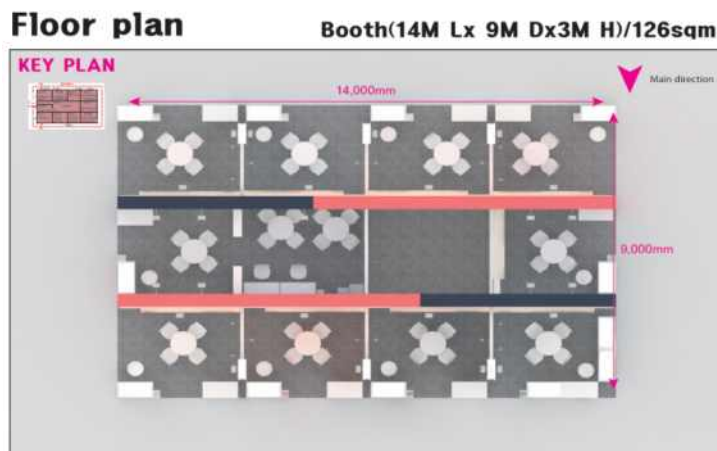 Floor plan
Booth(14M Lx 9M Dx3M H)/126sqm
KEY PLAN
Main direction
14,000mm
9,000mm